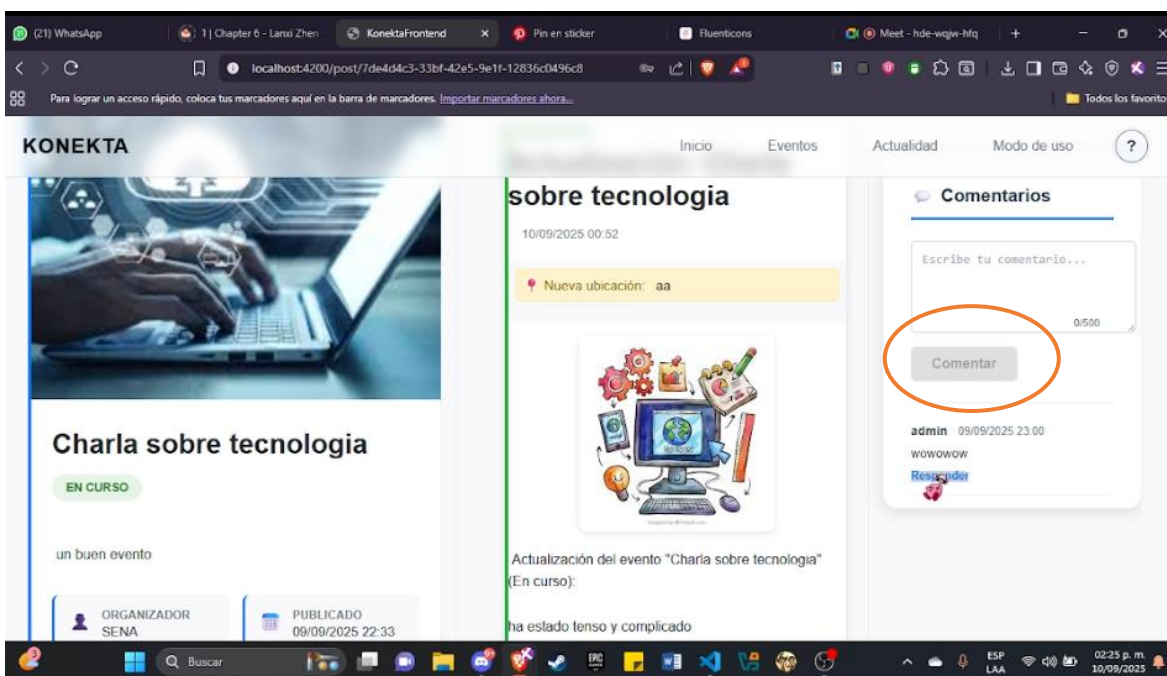 (21) WhatsApp
1 | Chapter 6 - Lanxi Zhen
KonektaFrontend
Pin en sticker
Fluenticons
Meet - hde-wqjw-hfq
localhost:4200/post/7de4d4c3-33bf-42e5-9e1f-12836c0496c8
Para lograr un acceso rápido, coloca tus marcadores aquí en la barra de marcadores. Importar marcadores ahora...
Todos los favorito
KONEKTA
Inicio
Eventos
Actualidad
Modo de uso
?
Charla sobre tecnologia
EN CURSO
un buen evento
ORGANIZADOR
SENA
PUBLICADO
09/09/2025 22:33
sobre tecnologia
10/09/2025 00:52
Nueva ubicación: aa
Actualización del evento "Charla sobre tecnologia"
(En curso):
ha estado tenso y complicado
Comentarios
Escribe tu comentario...
0/500
Comentar
admin 09/09/2025 23:00
wowowow
Responder
Buscar
ESP
LAA
02:25 p. m.
10/09/2025